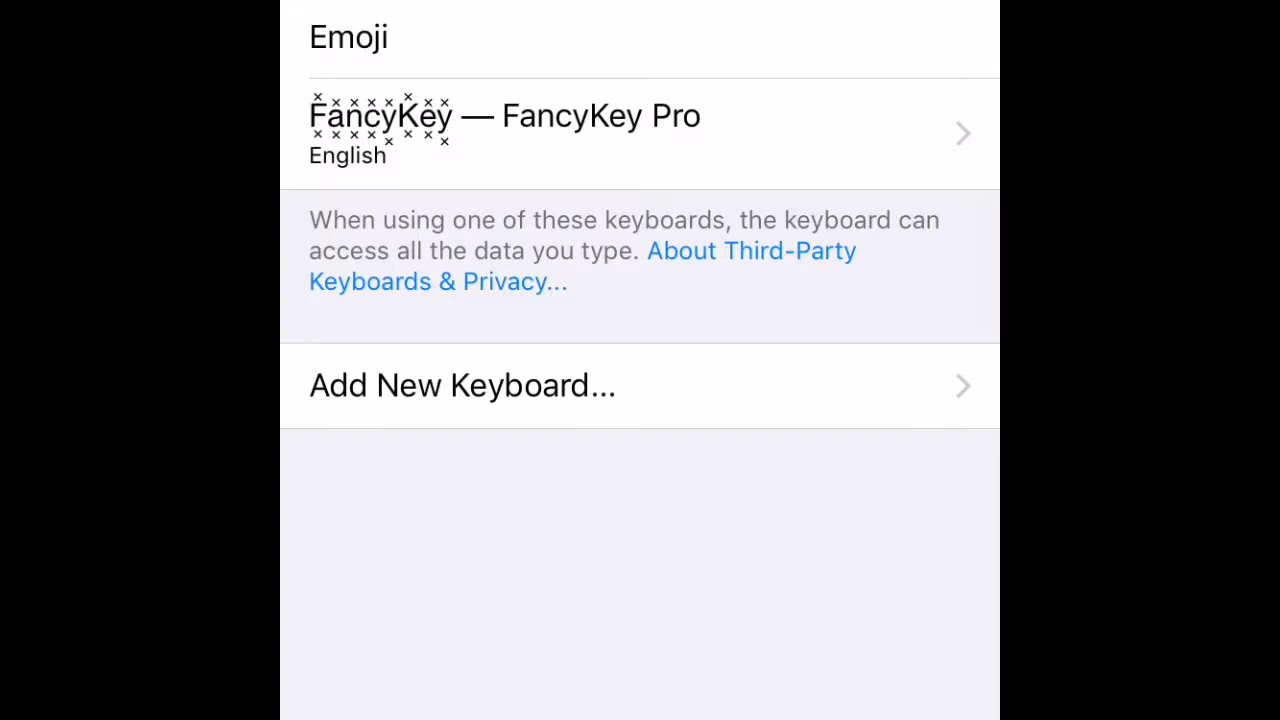 Emoji
F͓̽a͓̽n͓̽c͓̽y͓̽K͓̽e͓̽y͓̽ — FancyKey Pro
English
When using one of these keyboards, the keyboard can
access all the data you type. About Third-Party
Keyboards & Privacy...
Add New Keyboard...